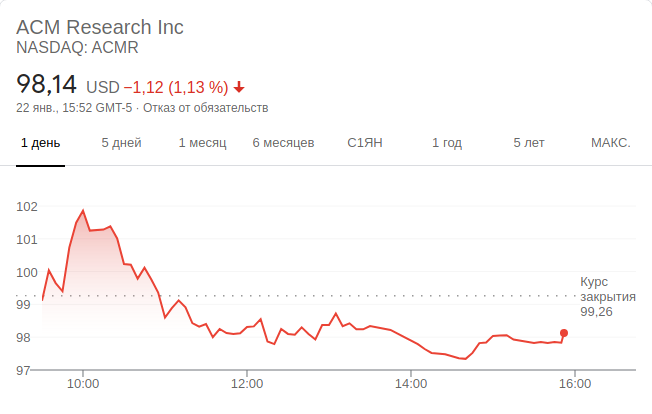 ACM Research Inc
NASDAQ: ACMR
98,14 USD −1,12 (1,13 %)
22 янв., 15:52 GMT-5 · Отказ от обязательств
1 день 5 дней 1 месяц 6 месяцев С1ЯН 1 год 5 лет МАКС.
102
101
100
99
98
97
Курс
закрытия
99,26
10:00 12:00 14:00 16:00